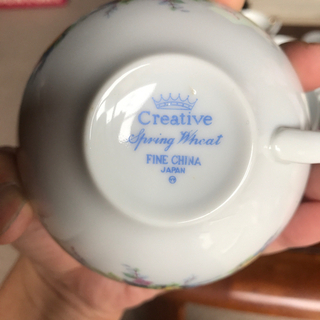 Creative
Spring Wheat
FINE CHINA
JAPAN